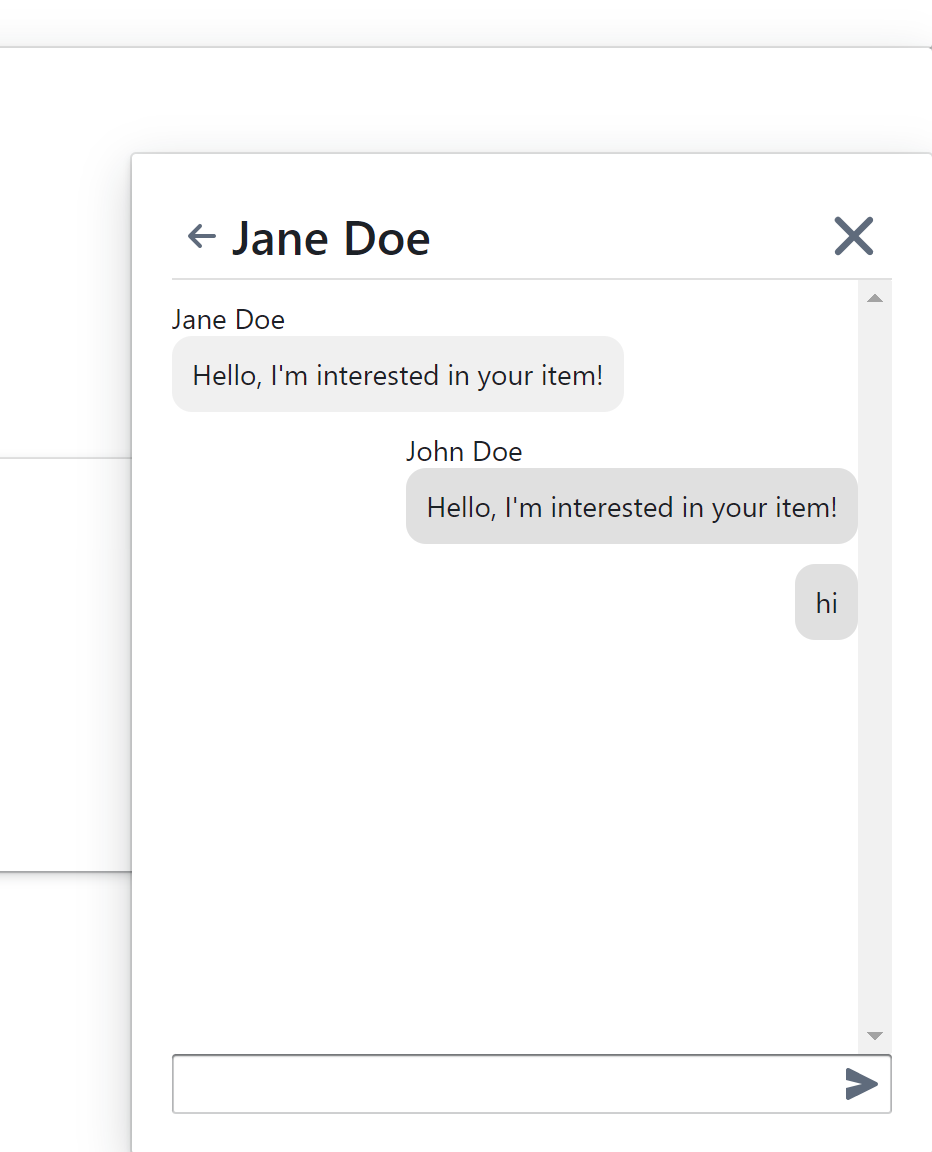 Jane Doe
Jane Doe
Hello, I'm interested in your item!
John Doe
Hello, I'm interested in your item!
hi